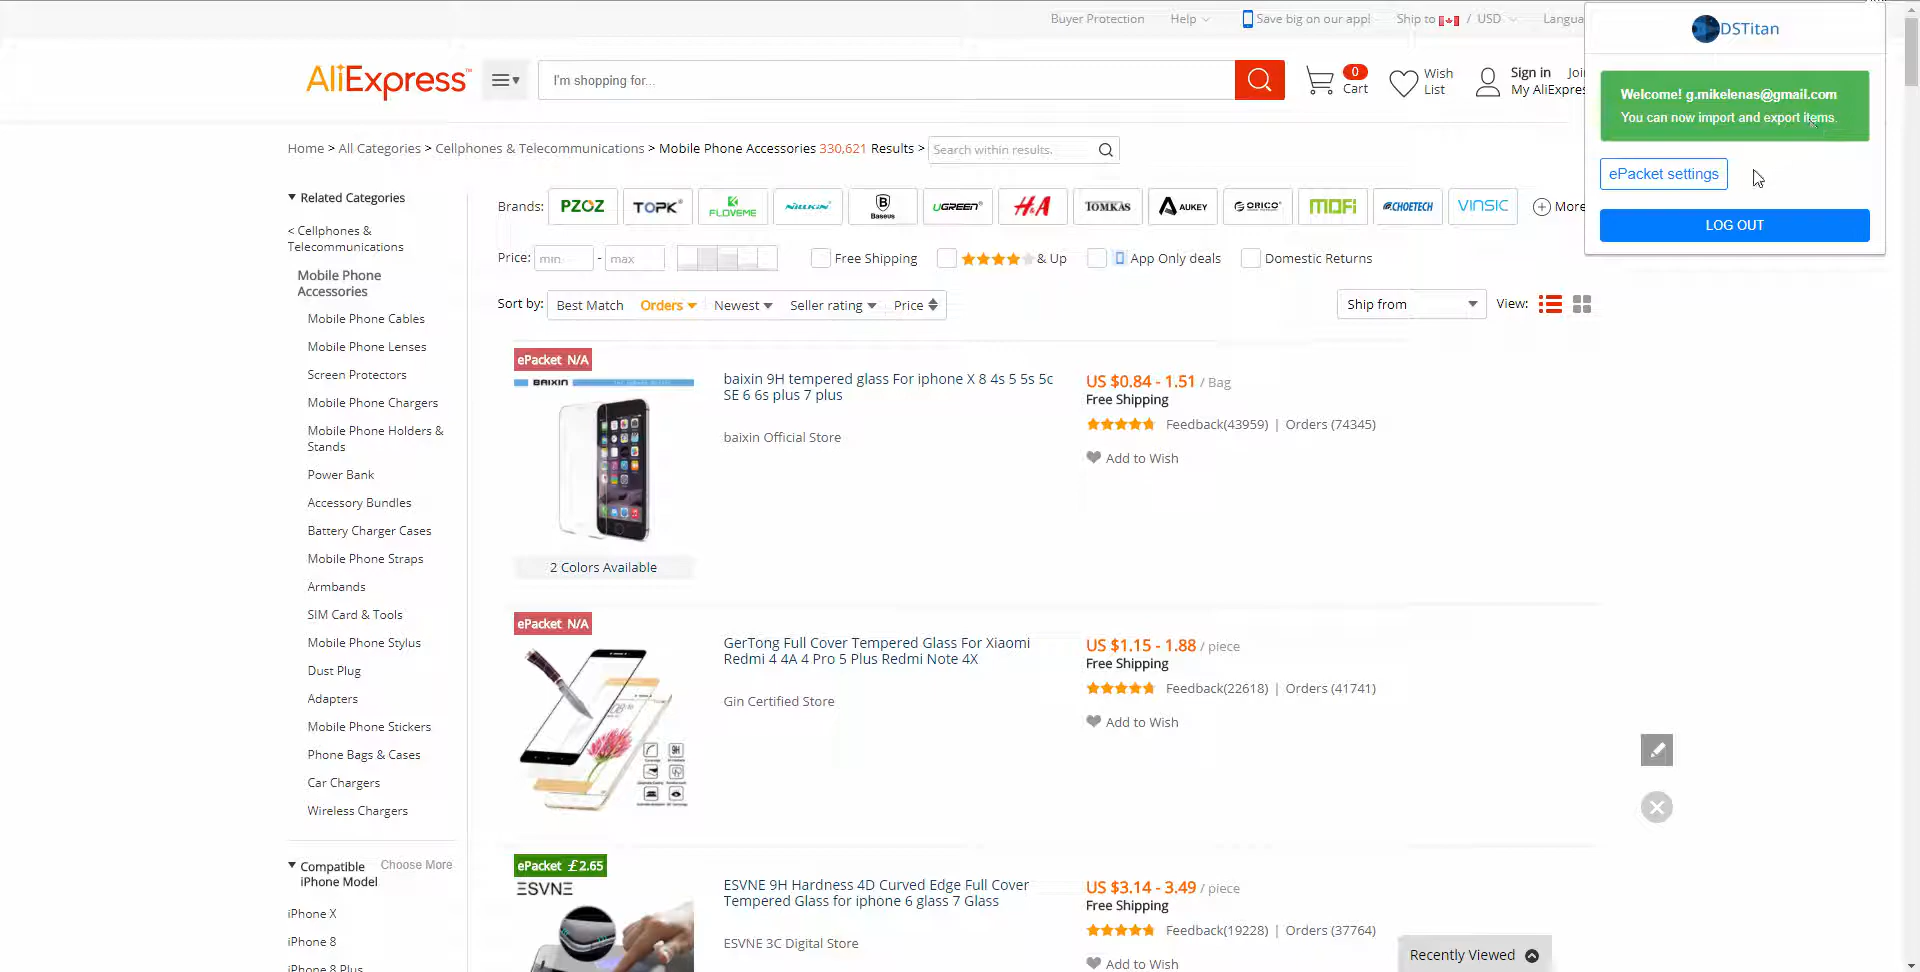 Buyer Protection
Help
Save big on our app!
Ship to
/ USD
Langua
DSTitan
AliExpress™
I'm shopping for...
0
Cart
Wish
List
Sign in
Joi
My AliExpres
Welcome! g.mikelenas@gmail.com
You can now import and export items.
ePacket settings
LOG OUT
Home > All Categories > Cellphones & Telecommunications > Mobile Phone Accessories 330,621 Results >
Search within results.
Related Categories
< Cellphones &
Telecommunications
Mobile Phone
Accessories
Mobile Phone Cables
Mobile Phone Lenses
Screen Protectors
Mobile Phone Chargers
Mobile Phone Holders &
Stands
Power Bank
Accessory Bundles
Battery Charger Cases
Mobile Phone Straps
Armbands
SIM Card & Tools
Mobile Phone Stylus
Dust Plug
Adapters
Mobile Phone Stickers
Phone Bags & Cases
Car Chargers
Wireless Chargers
Compatible
iPhone Model
Choose More
iPhone X
iPhone 8
iPhone 8 Plus
Brands:
PZOZ
TOPK
FLOVEME
NILLKIN
Baseus
UGREEN
H&M
TOMKAS
AUKEY
ORICO
MOFi
CHOETECH
VINSIC
More
Price:
min
-
max
Free Shipping
& Up
App Only deals
Domestic Returns
Sort by:
Best Match
Orders
Newest
Seller rating
Price
Ship from
View:
ePacket N/A
BAIXIN
2 Colors Available
baixin 9H tempered glass For iphone X 8 4s 5 5s 5c
SE 6 6s plus 7 plus
baixin Official Store
US $0.84 - 1.51 / Bag
Free Shipping
Feedback(43959) | Orders (74345)
Add to Wish
ePacket N/A
GerTong Full Cover Tempered Glass For Xiaomi
Redmi 4 4A 4 Pro 5 Plus Redmi Note 4X
Gin Certified Store
US $1.15 - 1.88 / piece
Free Shipping
Feedback(22618) | Orders (41741)
Add to Wish
ePacket £2.65
ESVNE
ESVNE 9H Hardness 4D Curved Edge Full Cover
Tempered Glass for iphone 6 glass 7 Glass
ESVNE 3C Digital Store
US $3.14 - 3.49 / piece
Free Shipping
Feedback(19228) | Orders (37764)
Add to Wish
Recently Viewed